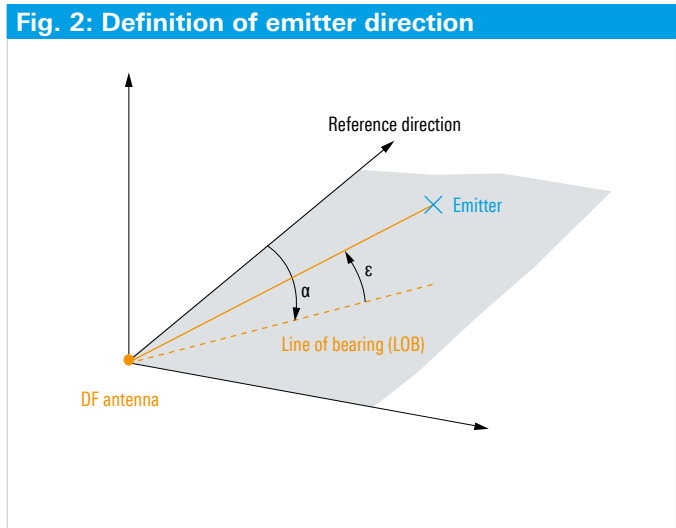 Fig. 2: Definition of emitter direction
Reference direction
Emitter
ε
α
Line of bearing (LOB)
DF antenna